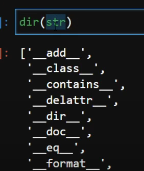 ]: dir(str)
]: ['__add__',
'__class__',
'__contains__',
'__delattr__',
'__dir__',
'__doc__',
'__eq__',
'__format__',